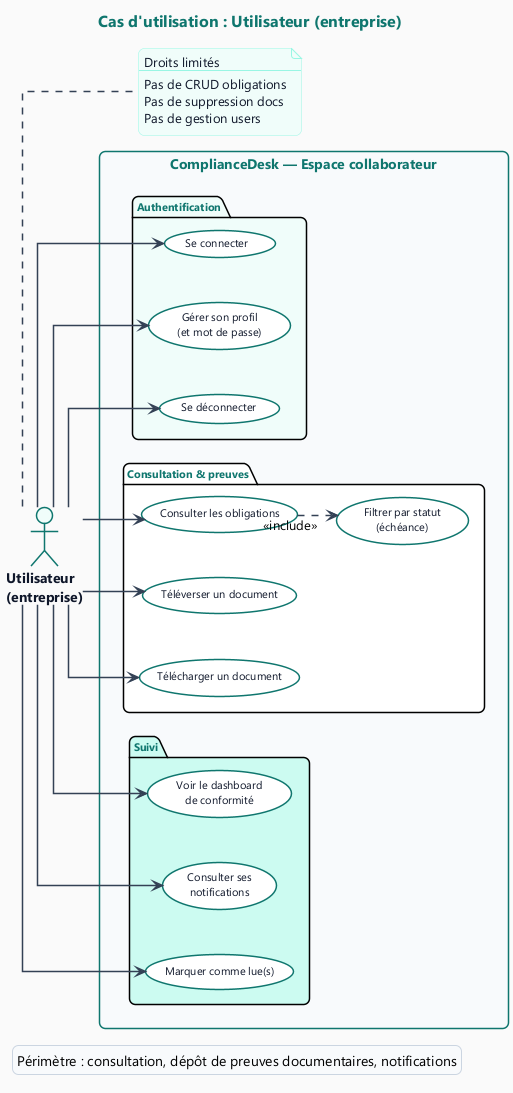 Cas d'utilisation : Utilisateur (entreprise)
Droits limités
Pas de CRUD obligations
Pas de suppression docs
Pas de gestion users
ComplianceDesk — Espace collaborateur
Authentification
Se connecter
Gérer son profil
(et mot de passe)
Se déconnecter
Consultation & preuves
Consulter les obligations
«include»
Filtrer par statut
(échéance)
Utilisateur
(entreprise)
Téléverser un document
Télécharger un document
Suivi
Voir le dashboard
de conformité
Consulter ses
notifications
Marquer comme lue(s)
Périmètre : consultation, dépôt de preuves documentaires, notifications